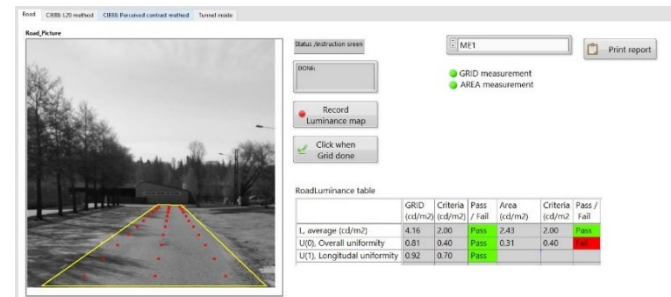 Road CIE88: L20 method CIE88: Perceived contrast method Tunnel mode
Road_Picture
Status /instruction sreen
ME1
Print report
DONE:
GRID measurement
AREA measurement
Record
Luminance map
Click when
Grid done
RoadLuminance table
GRID Criteria Pass Area Criteria Pass /
(cd/m2) (cd/m2) / Fail (cd/m2) (cd/m2 Fail
L, average (cd/m2) 4.16 2.00 Pass 2.43 2.00 Pass
U(0), Overall uniformity 0.81 0.40 Pass 0.31 0.40 Fail
U(1), Longitudal uniformity 0.92 0.70 Pass